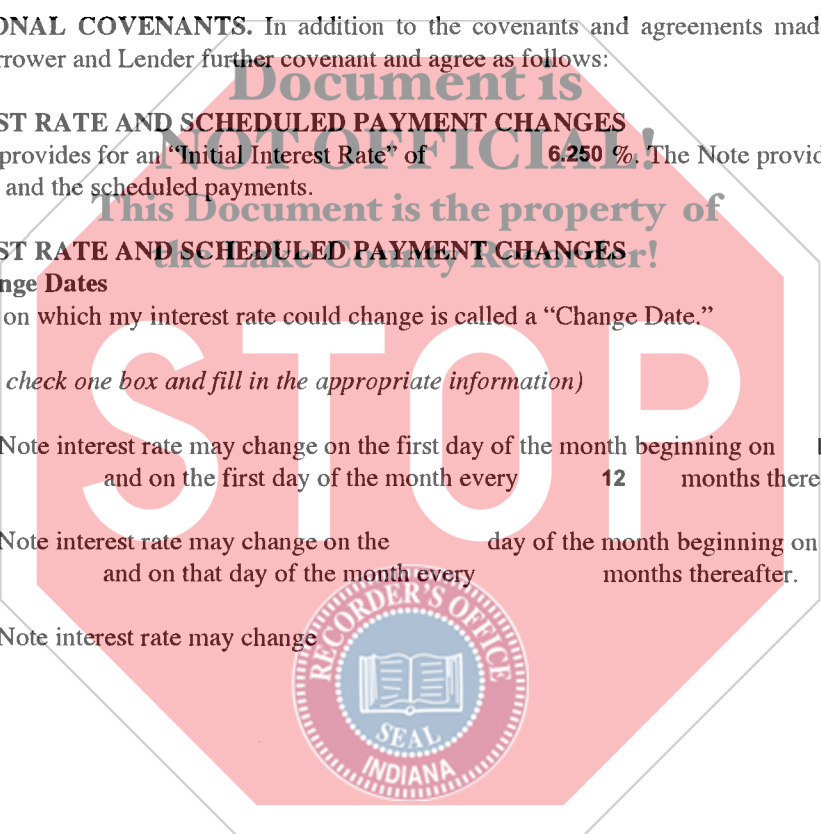 ONAL COVENANTS. In addition to the covenants and agreements mad
rrower and Lender further covenant and agree as follows:
Document is
ST RATE AND SCHEDULED PAYMENT CHANGES
NOT OFFICIAL!
provides for an “Initial Interest Rate” of 6.250 %. The Note provid
and the scheduled payments.
This Document is the property of
ST RATE AND SCHEDULED PAYMENT CHANGES
the Lake County Recorder!
nge Dates
on which my interest rate could change is called a “Change Date.”
STOP
check one box and fill in the appropriate information)
Note interest rate may change on the first day of the month beginning on
and on the first day of the month every 12 months there
Note interest rate may change on the day of the month beginning on
and on that day of the month every months thereafter.
Note interest rate may change
RECORDER'S OFFICE
SEAL
INDIANA